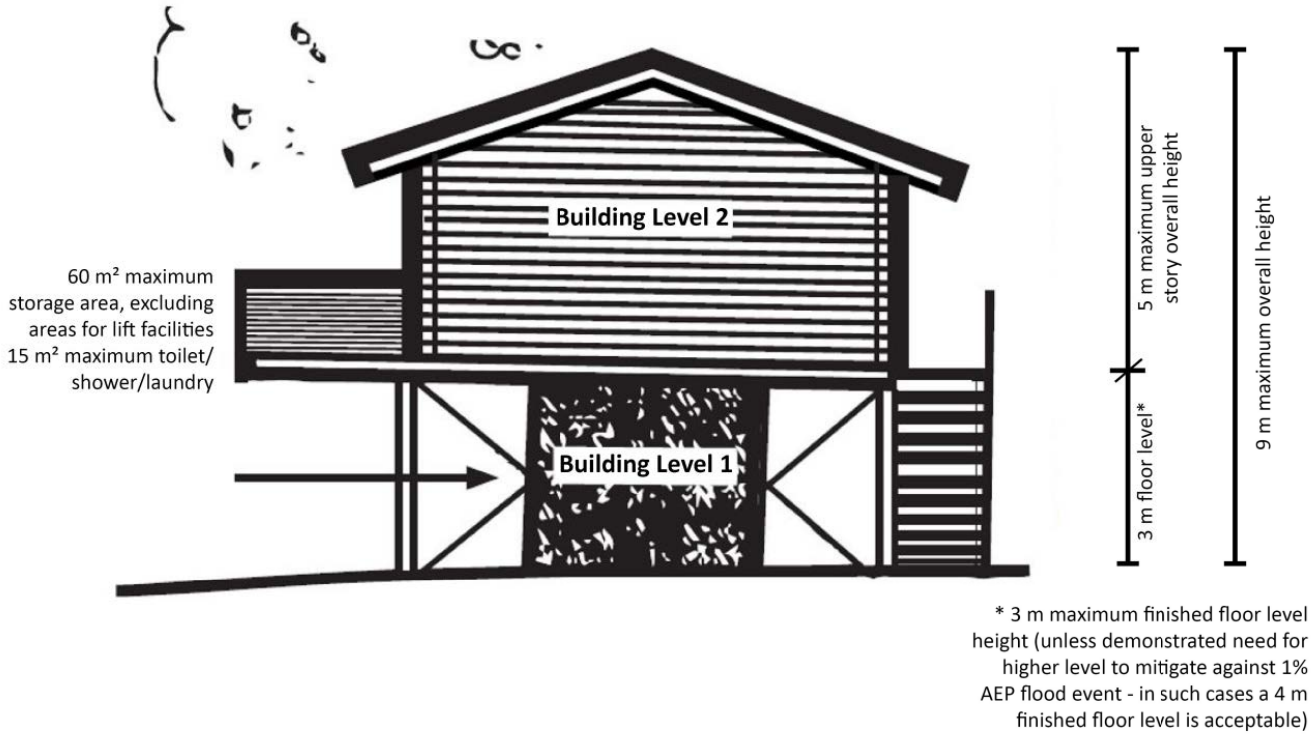 Building Level 2
60 m² maximum
storage area, excluding
areas for lift facilities
15 m² maximum toilet/
shower/laundry
Building Level 1
5 m maximum upper
story overall height
3 m floor level*
9 m maximum overall height
* 3 m maximum finished floor level
height (unless demonstrated need for
higher level to mitigate against 1%
AEP flood event - in such cases a 4 m
finished floor level is acceptable)